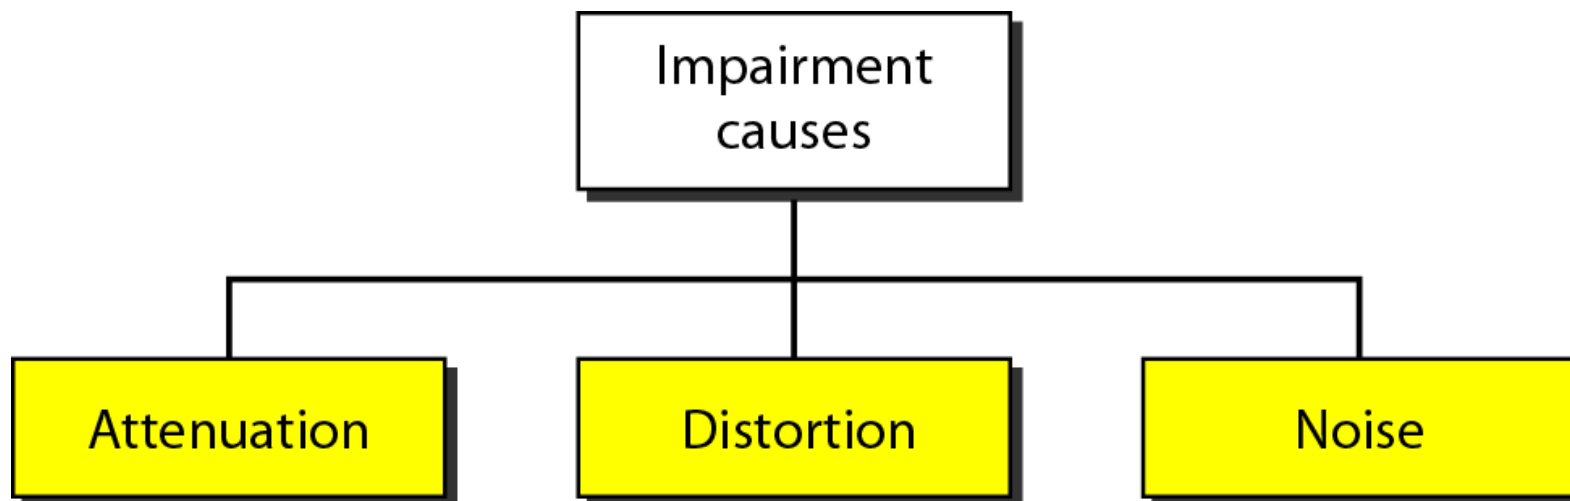 Impairment
causes
Attenuation
Distortion
Noise